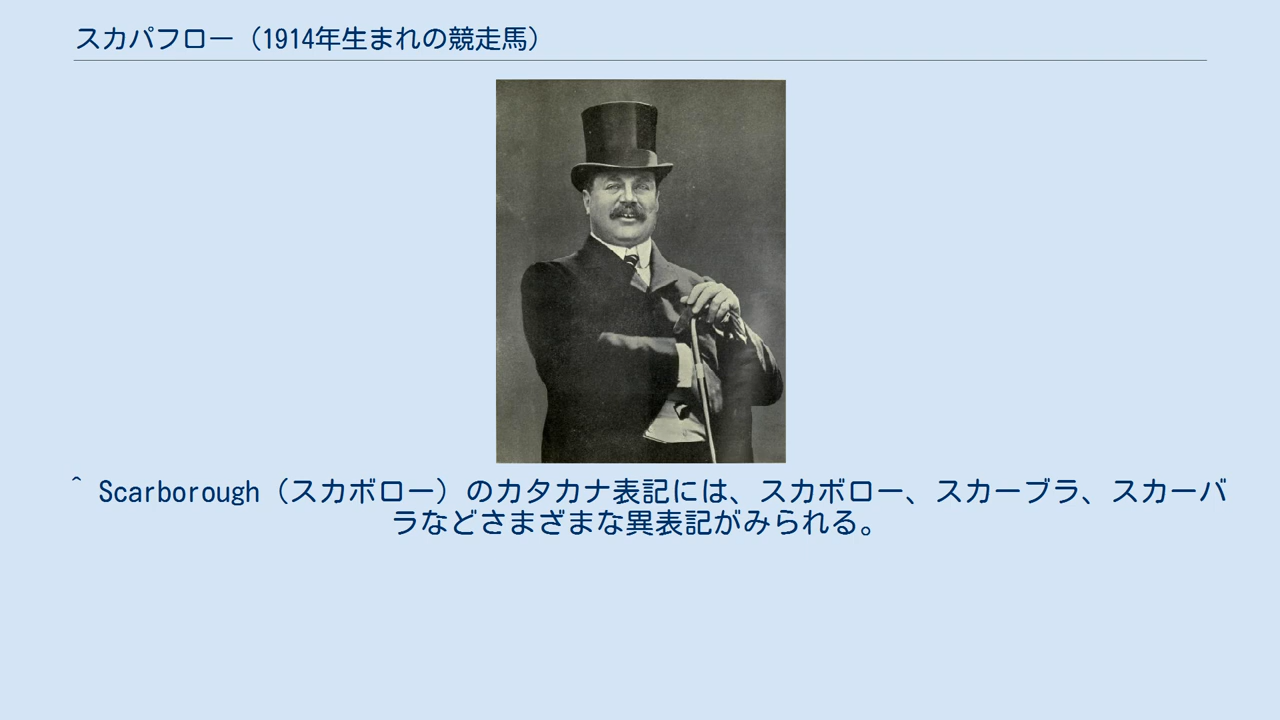 スカパフロー（1914年生まれの競走馬）
^ Scarborough（スカボロー）のカタカナ表記には、スカボロー、スカーブラ、スカーバ
ラなどさまざまな異表記がみられる。